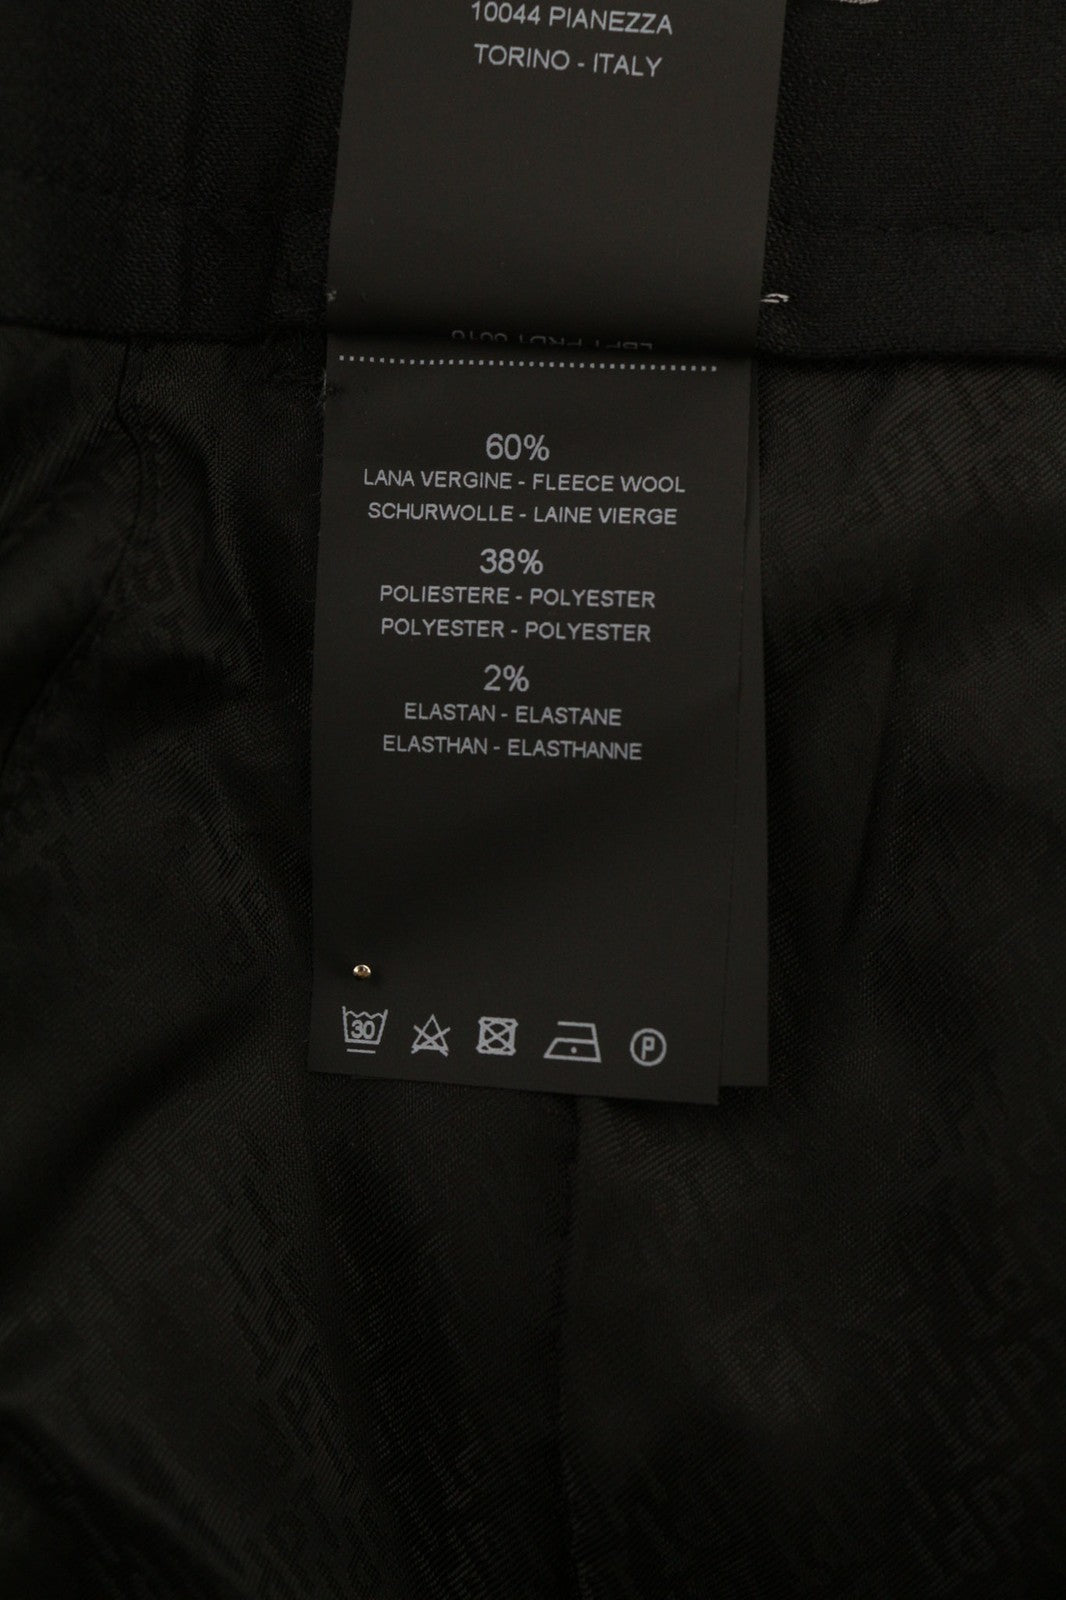 10044 PIANEZZA
TORINO - ITALY
60%
LANA VERGINE - FLEECE WOOL
SCHURWOLLE - LAINE VIERGE
38%
POLIESTERE - POLYESTER
POLYESTER - POLYESTER
2%
ELASTAN - ELASTANE
ELASTHAN - ELASTHANNE
30
P